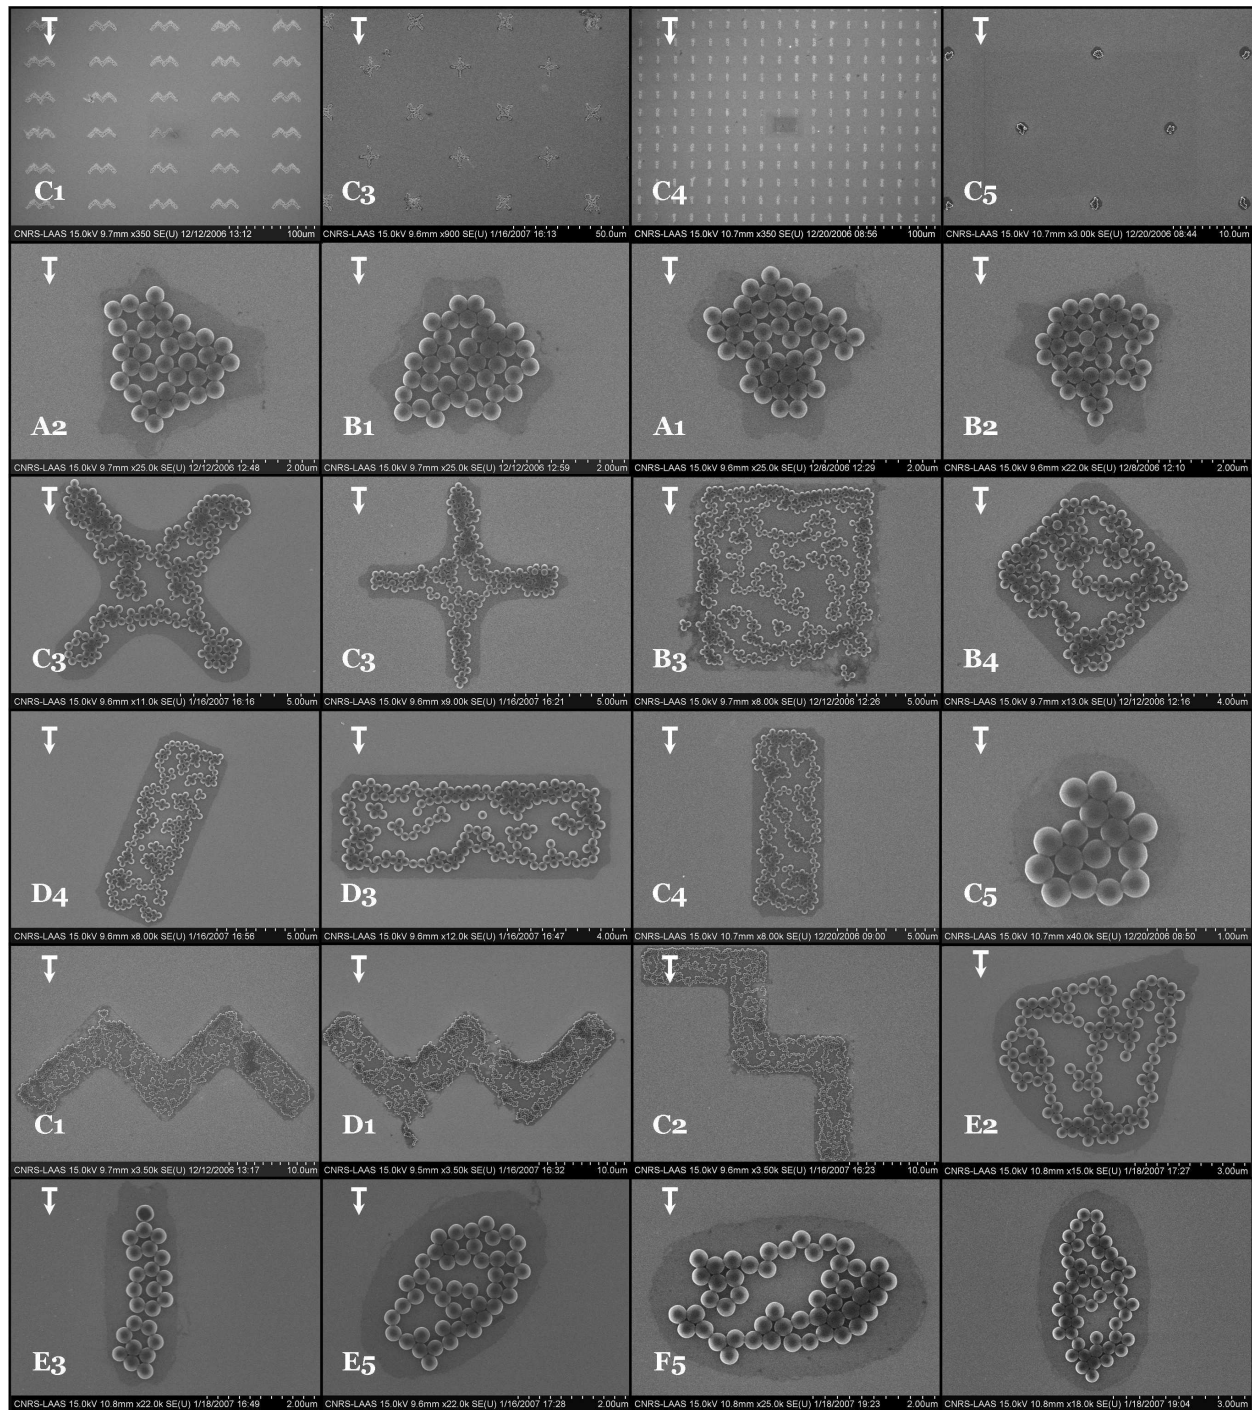 C1
CNRS-LAAS 15.0kV 9.7mm x350 SE(U) 12/12/2006 13:12 100um
C3
CNRS-LAAS 15.0kV 9.6mm x900 SE(U) 1/16/2007 16:13 50.0um
C4
CNRS-LAAS 15.0kV 10.7mm x350 SE(U) 12/20/2006 08:56 100um
C5
CNRS-LAAS 15.0kV 10.7mm x3.00k SE(U) 12/20/2006 08:44 10.0um
A2
CNRS-LAAS 15.0kV 9.7mm x25.0k SE(U) 12/12/2006 12:48 2.00um
B1
CNRS-LAAS 15.0kV 9.7mm x25.0k SE(U) 12/12/2006 12:59 2.00um
A1
CNRS-LAAS 15.0kV 9.6mm x25.0k SE(U) 12/8/2006 12:29 2.00um
B2
CNRS-LAAS 15.0kV 9.6mm x22.0k SE(U) 12/8/2006 12:10 2.00um
C3
CNRS-LAAS 15.0kV 9.6mm x11.0k SE(U) 1/16/2007 16:16 5.00um
C3
CNRS-LAAS 15.0kV 9.6mm x9.00k SE(U) 1/16/2007 16:21 5.00um
B3
CNRS-LAAS 15.0kV 9.7mm x8.00k SE(U) 12/12/2006 12:26 5.00um
B4
CNRS-LAAS 15.0kV 9.7mm x13.0k SE(U) 12/12/2006 12:16 4.00um
D4
CNRS-LAAS 15.0kV 9.6mm x8.00k SE(U) 1/16/2007 16:56 5.00um
D3
CNRS-LAAS 15.0kV 9.6mm x12.0k SE(U) 1/16/2007 16:47 4.00um
C4
CNRS-LAAS 15.0kV 10.7mm x8.00k SE(U) 12/20/2006 09:00 5.00um
C5
CNRS-LAAS 15.0kV 10.7mm x40.0k SE(U) 12/20/2006 08:50 1.00um
C1
CNRS-LAAS 15.0kV 9.7mm x3.50k SE(U) 12/12/2006 13:17 10.0um
D1
CNRS-LAAS 15.0kV 9.5mm x3.50k SE(U) 1/16/2007 16:32 10.0um
C2
CNRS-LAAS 15.0kV 9.6mm x3.50k SE(U) 1/16/2007 16:23 10.0um
E2
CNRS-LAAS 15.0kV 10.8mm x15.0k SE(U) 1/18/2007 17:27 3.00um
E3
CNRS-LAAS 15.0kV 10.8mm x22.0k SE(U) 1/18/2007 16:49 2.00um
E5
CNRS-LAAS 15.0kV 9.6mm x22.0k SE(U) 1/16/2007 17:28 2.00um
F5
CNRS-LAAS 15.0kV 10.8mm x25.0k SE(U) 1/18/2007 19:23 2.00um
CNRS-LAAS 15.0kV 10.8mm x18.0k SE(U) 1/18/2007 19:04 3.00um